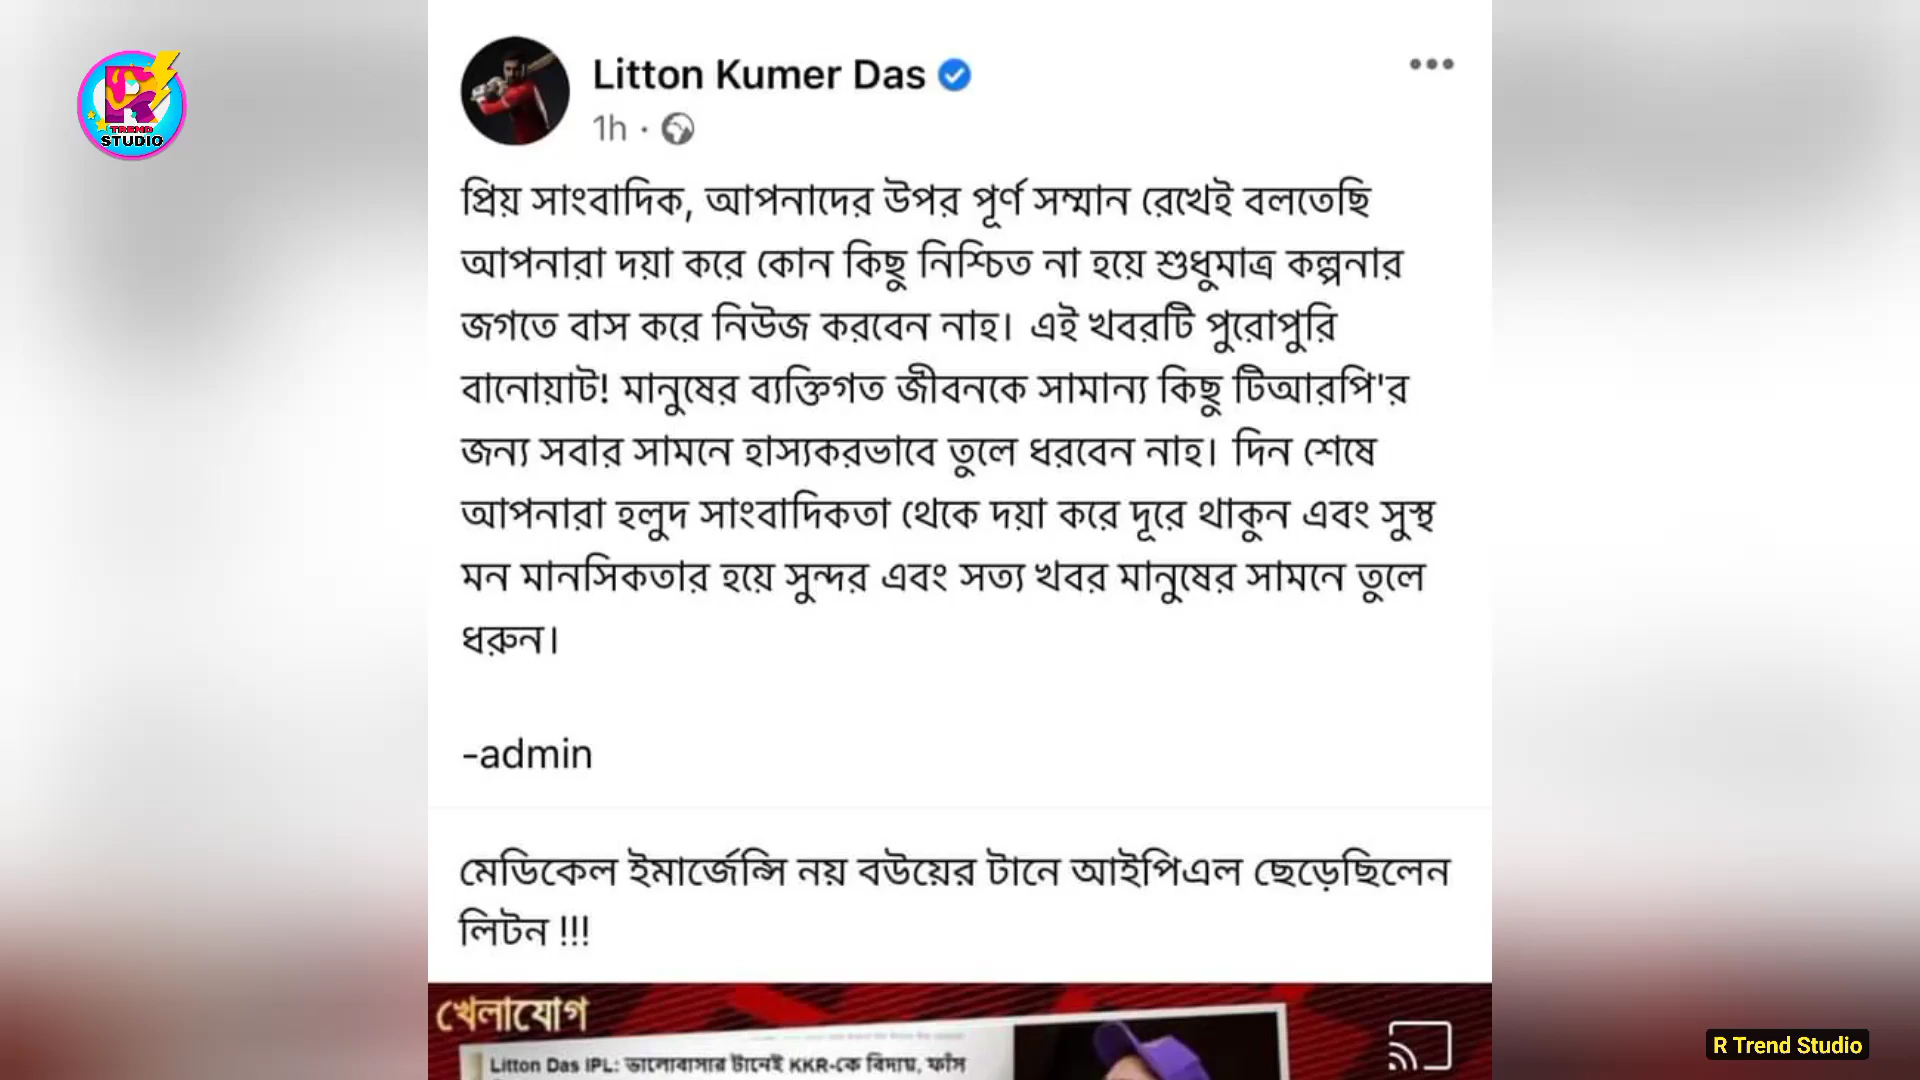 R
TREND
STUDIO
Litton Kumer Das
1h ·
প্রিয় সাংবাদিক, আপনাদের উপর পূর্ণ সম্মান রেখেই বলতেছি
আপনারা দয়া করে কোন কিছু নিশ্চিত না হয়ে শুধুমাত্র কল্পনার
জগতে বাস করে নিউজ করবেন নাহ। এই খবরটি পুরোপুরি
বানোয়াট! মানুষের ব্যক্তিগত জীবনকে সামান্য কিছু টিআরপি'র
জন্য সবার সামনে হাস্যকরভাবে তুলে ধরবেন নাহ। দিন শেষে
আপনারা হলুদ সাংবাদিকতা থেকে দয়া করে দূরে থাকুন এবং সুস্থ
মন মানসিকতার হয়ে সুন্দর এবং সত্য খবর মানুষের সামনে তুলে
ধরুন।
-admin
মেডিকেল ইমার্জেন্সি নয় বউয়ের টানে আইপিএল ছেড়েছিলেন
লিটন !!!
খেলাযোগ
Litton Das IPL: ভালোবাসার টানেই KKR-কে বিদায়, ফাঁস
R Trend Studio